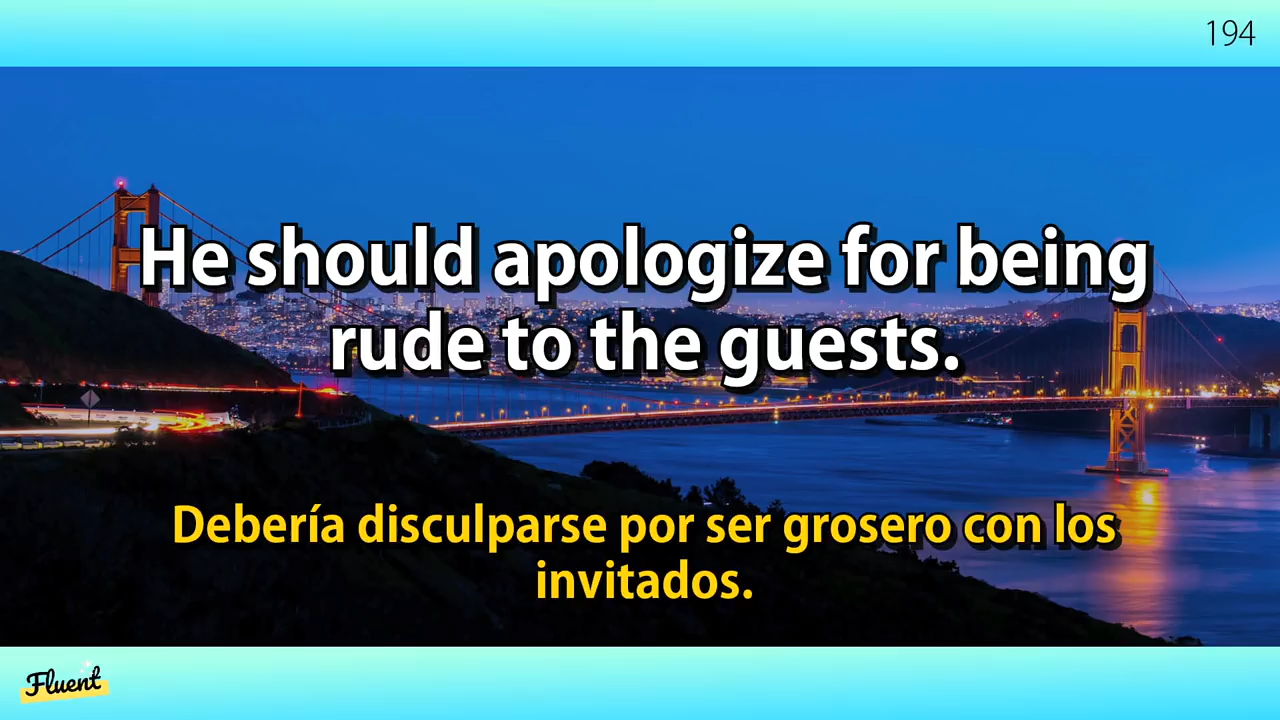 194
He should apologize for being
rude to the guests.
Debería disculparse por ser grosero con los
invitados.
Fluent